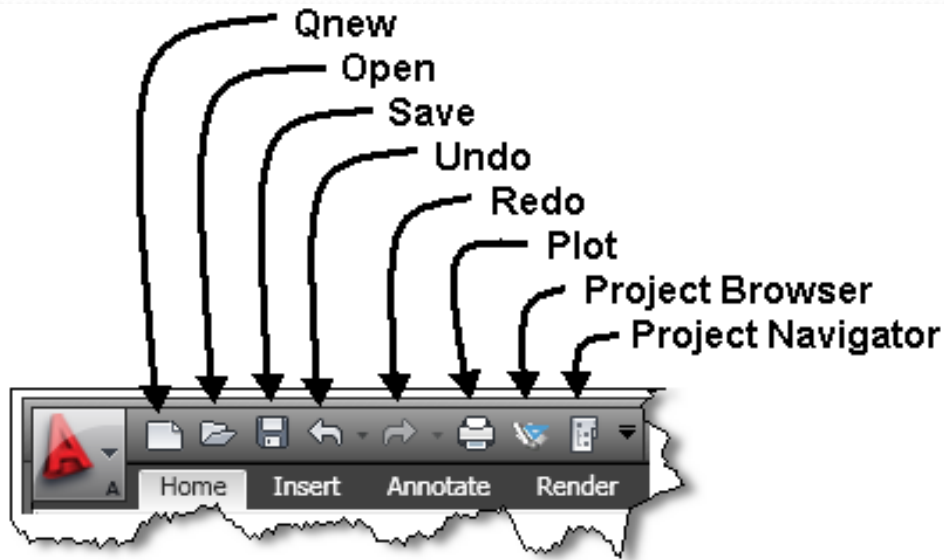 Qnew
Open
Save
Undo
Redo
Plot
Project Browser
Project Navigator
A
Home Insert Annotate Render